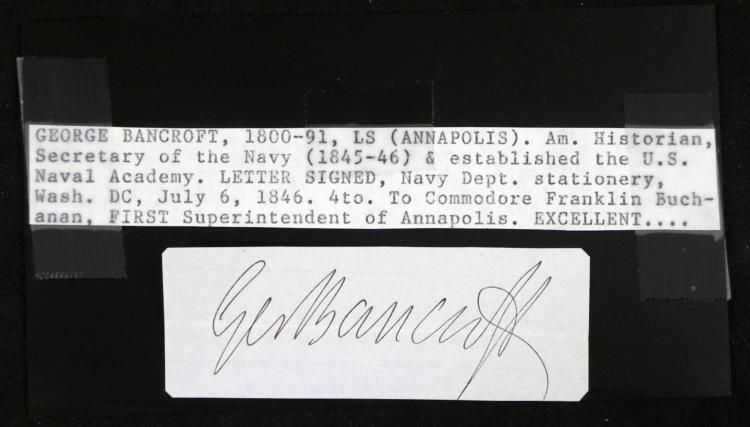 GEORGE BANCROFT, 1800-91, LS (ANNAPOLIS). Am. Historian,
Secretary of the Navy (1845-46) & established the U.S.
Naval Academy. LETTER SIGNED, Navy Dept. stationery,
Wash. DC, July 6, 1846. 4to. To Commodore Franklin Buch-
anan, FIRST Superintendent of Annapolis. EXCELLENT....
Geo Bancroft